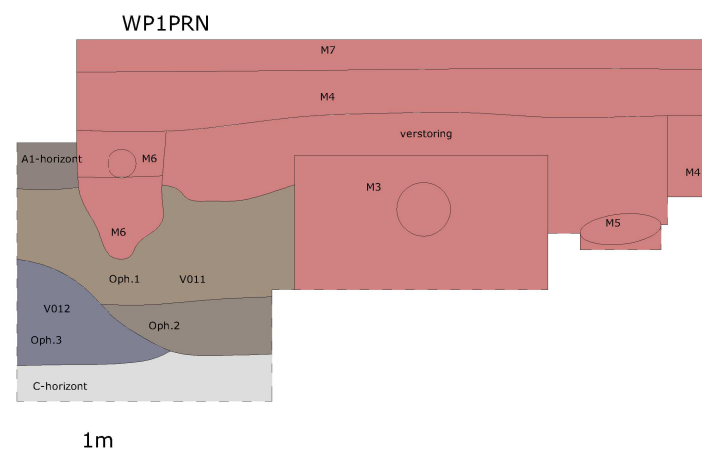 WP1PRN
M7
M4
verstoring
A1-horizont
M6
M4
M3
M5
M6
Oph.1
V011
V012
Oph.2
Oph.3
C-horizont
1m